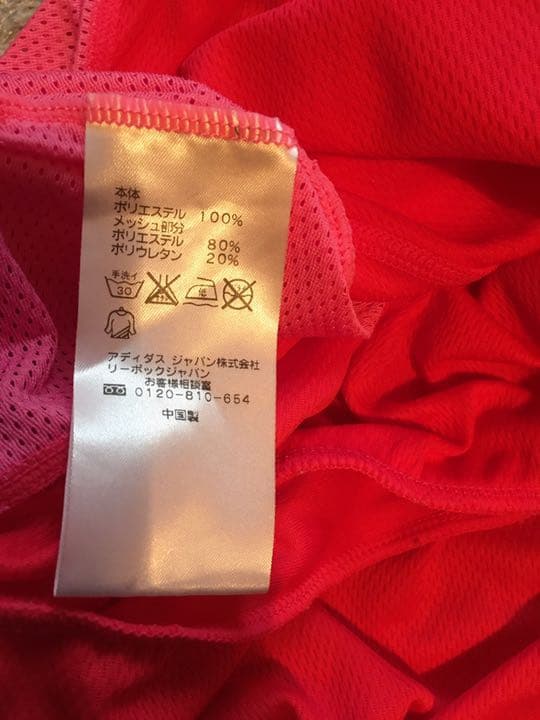 本体
ポリエステル 100%
メッシュ部分
ポリエステル 80%
ポリウレタン 20%
手洗イ
30
低
アディダス ジャパン株式会社
リーボックジャパン
お客様相談室
0120-810-654
中国製